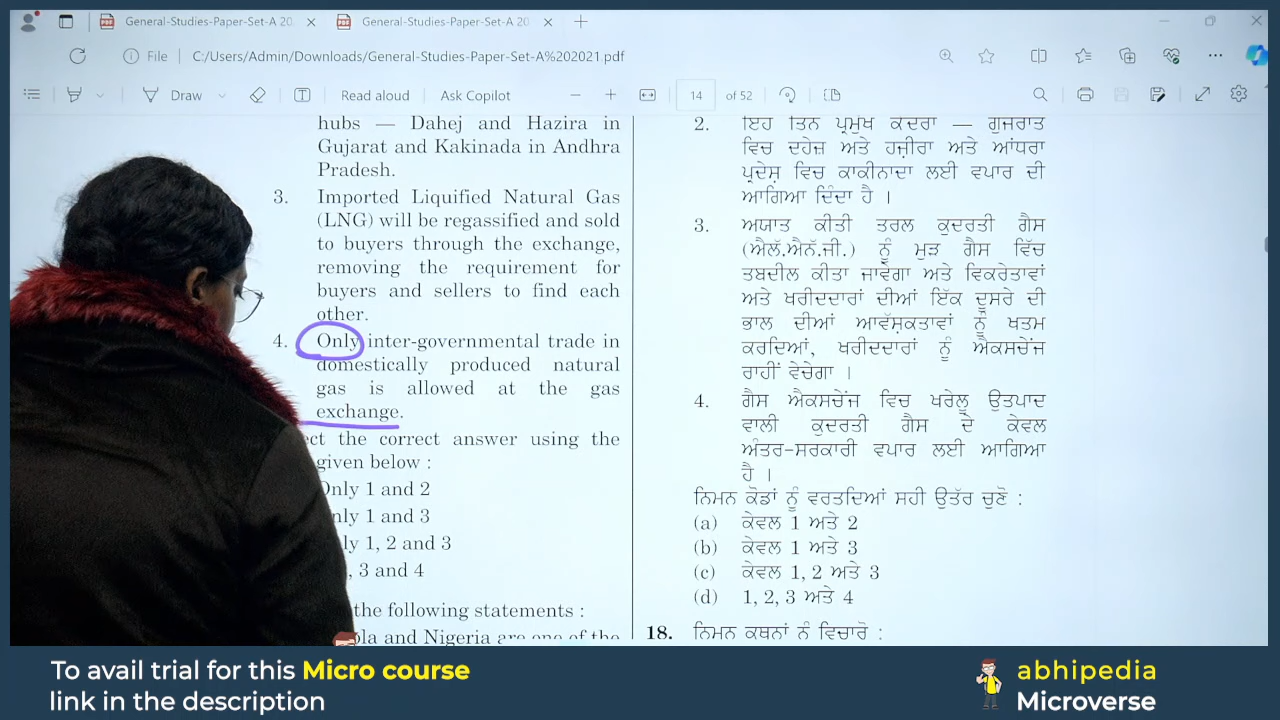 General-Studies-Paper-Set-A 20
General-Studies-Paper-Set-A 20
File C:/Users/Admin/Downloads/General-Studies-Paper-Set-A%202021.pdf
Draw Read aloud Ask Copilot 14 of 52
hubs — Dahej and Hazira in
Gujarat and Kakinada in Andhra
Pradesh.
3. Imported Liquified Natural Gas
(LNG) will be regassified and sold
to buyers through the exchange,
removing the requirement for
buyers and sellers to find each
other.
4. Only inter-governmental trade in
domestically produced natural
gas is allowed at the gas
exchange.
the correct answer using the
given below :
Only 1 and 2
1 and 3
1, 2 and 3
3 and 4
the following statements :
and Nigeria are one of the
2. ਇਹ ਤਿਨ ਪ੍ਰਮੁਖ ਕਦਰਾ — ਗੁਜਰਾਤ
ਵਿਚ ਦਹੇਜ਼ ਅਤੇ ਹਜ਼ੀਰਾ ਅਤੇ ਆਂਧਰਾ
ਪ੍ਰਦੇਸ਼ ਵਿਚ ਕਾਕੀਨਾਦਾ ਲਈ ਵਪਾਰ ਦੀ
ਆਗਿਆ ਦਿੰਦਾ ਹੈ ।
3. ਅਯਾਤ ਕੀਤੀ ਤਰਲ ਕੁਦਰਤੀ ਗੈਸ
(ਐਲੱ.ਐਨੱ.ਜੀ.) ਨੂੰ ਮੁੜ ਗੈਸ ਵਿੱਚ
ਤਬਦੀਲ ਕੀਤਾ ਜਾਵੇਗਾ ਅਤੇ ਵਿਕਰੇਤਾਵਾਂ
ਅਤੇ ਖਰੀਦਦਾਰਾਂ ਦੀਆਂ ਇੱਕ ਦੂਸਰੇ ਦੀ
ਭਾਲ ਦੀਆਂ ਆਵੱਸ਼ਕਤਾਵਾਂ ਨੂੰ ਖਤਮ
ਕਰਦਿਆਂ, ਖਰੀਦਦਾਰਾਂ ਨੂੰ ਐਕਸਚੇਂਜ
ਰਾਹੀਂ ਵੇਚੇਗਾ ।
4. ਗੈਸ ਐਕਸਚੇਂਜ ਵਿਚ ਖਰੇਲੂ ਉਤਪਾਦ
ਵਾਲੀ ਕੁਦਰਤੀ ਗੈਸ ਦੇ ਕੇਵਲ
ਅੰਤਰ-ਸਰਕਾਰੀ ਵਪਾਰ ਲਈ ਆਗਿਆ
ਹੈ ।
ਨਿਮਨ ਕੋਡਾਂ ਨੂੰ ਵਰਤਦਿਆਂ ਸਹੀ ਉਤੱਰ ਚੁਣੋ :
(a) ਕੇਵਲ 1 ਅਤੇ 2
(b) ਕੇਵਲ 1 ਅਤੇ 3
(c) ਕੇਵਲ 1, 2 ਅਤੇ 3
(d) 1, 2, 3 ਅਤੇ 4
18. ਨਿਮਨ ਕਥਨਾਂ ਨੂੰ ਵਿਚਾਰੋ :
To avail trial for this Micro course
link in the description
abhipedia
Microverse